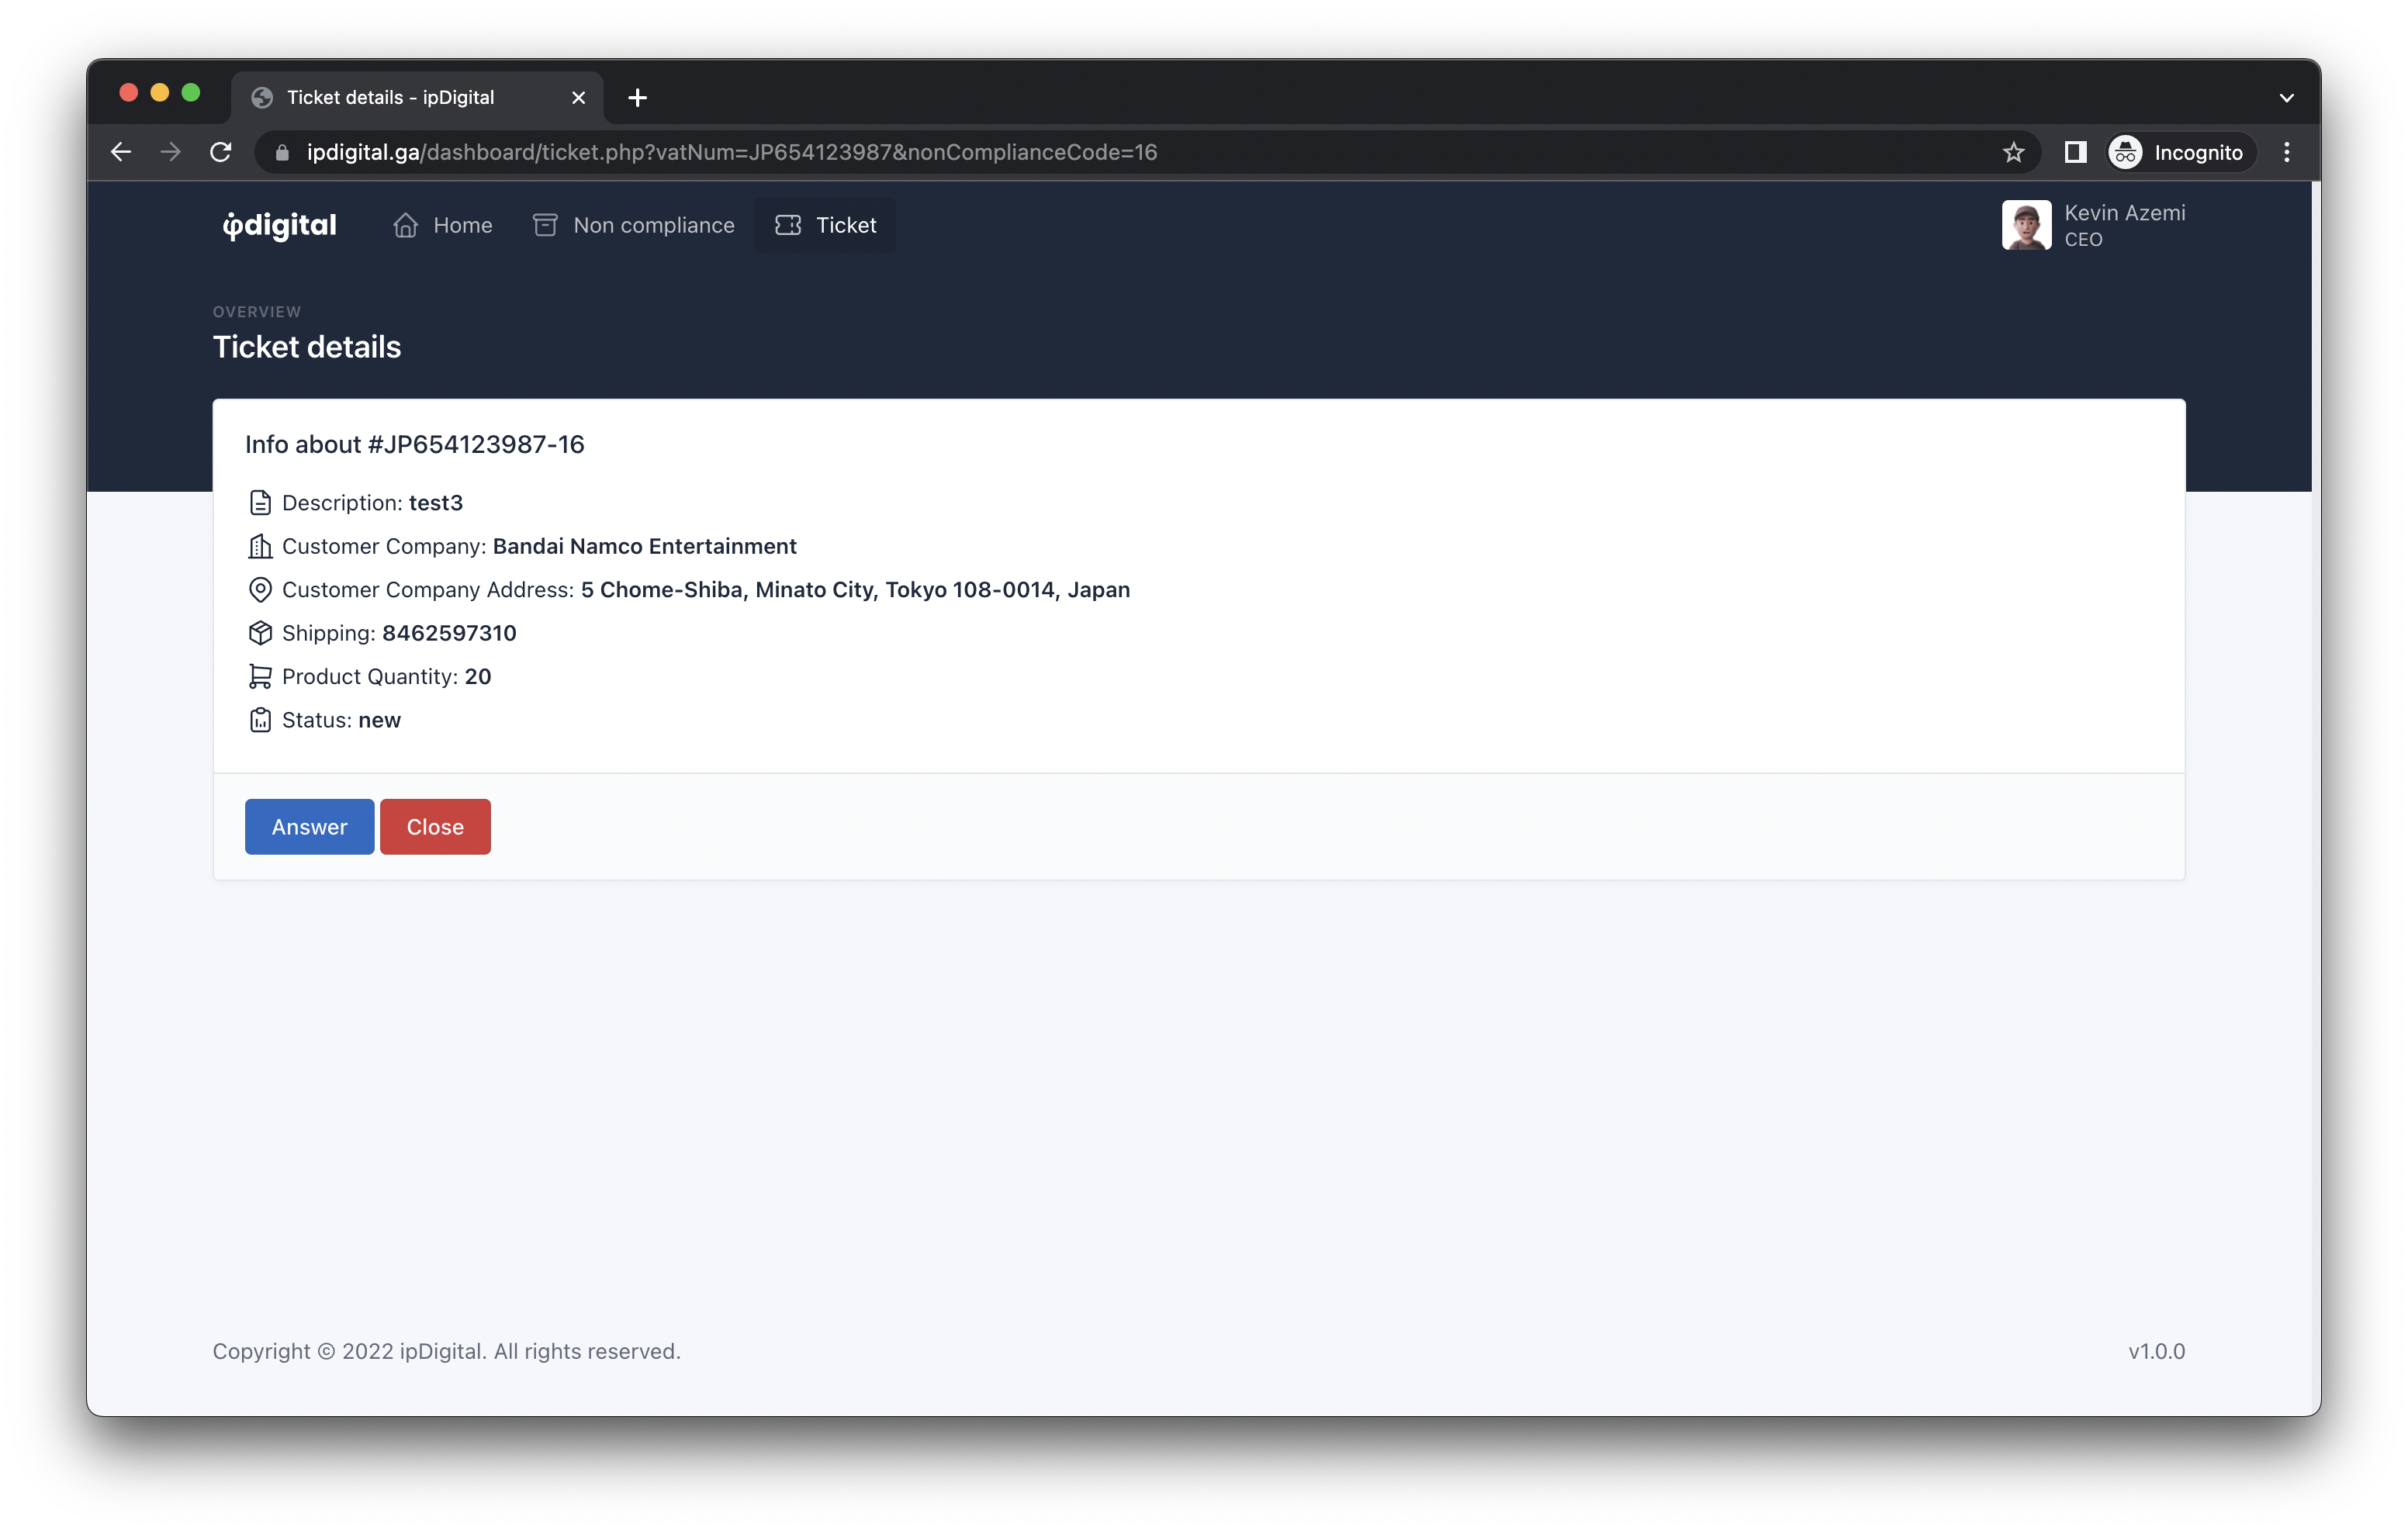 Ticket details - ipDigital
ipdigital.ga/dashboard/ticket.php?vatNum=JP654123987&nonComplianceCode=16
Incognito
ipdigital
Home
Non compliance
Ticket
Kevin Azemi
CEO
OVERVIEW
Ticket details
Info about #JP654123987-16
Description: test3
Customer Company: Bandai Namco Entertainment
Customer Company Address: 5 Chome-Shiba, Minato City, Tokyo 108-0014, Japan
Shipping: 8462597310
Product Quantity: 20
Status: new
Answer
Close
Copyright © 2022 ipDigital. All rights reserved.
v1.0.0